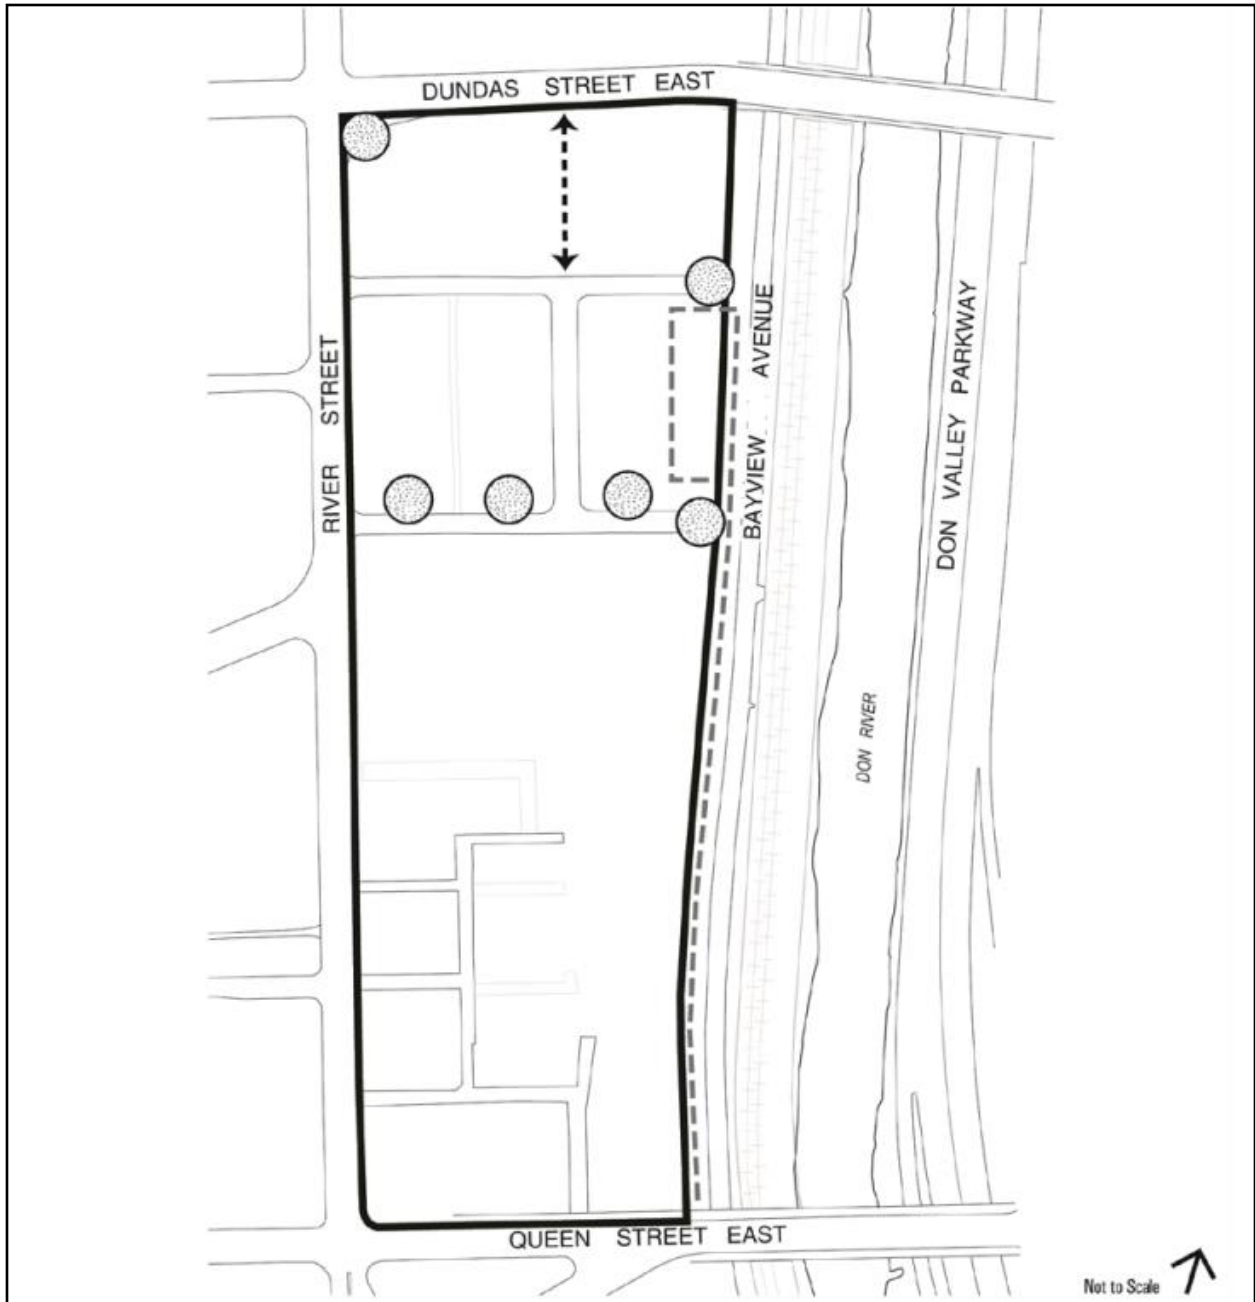 DUNDAS STREET EAST
RIVER STREET
BAYVIEW AVENUE
DON VALLEY PARKWAY
DON RIVER
QUEEN STREET EAST
Not to Scale